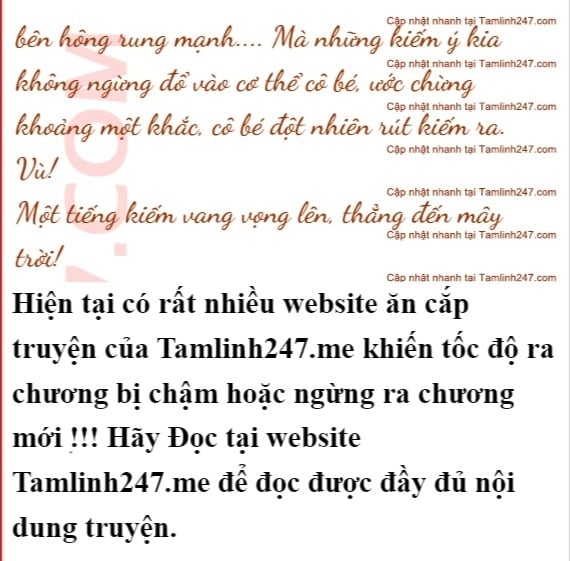 Cập nhật nhanh tại Tamlinh247.com
bên hông rung mạnh.... Mà những kiếm ý kia
Cập nhật nhanh tại Tamlinh247.com
không ngừng đổ vào cơ thể cô bé, ước chừng
Cập nhật nhanh tại Tamlinh247.com
khoảng một khắc, cô bé đột nhiên rút kiếm ra.
Cập nhật nhanh tại Tamlinh247.com
Vù!
Cập nhật nhanh tại Tamlinh247.com
Một tiếng kiếm vang vọng lên, thẳng đến mây
Cập nhật nhanh tại Tamlinh247.com
trời!
Cập nhật nhanh tại Tamlinh247.com
.COM
Hiện tại có rất nhiều website ăn cắp
truyện của Tamlinh247.me khiến tốc độ ra
chương bị chậm hoặc ngừng ra chương
mới !!! Hãy Đọc tại website
Tamlinh247.me để đọc được đầy đủ nội
dung truyện.